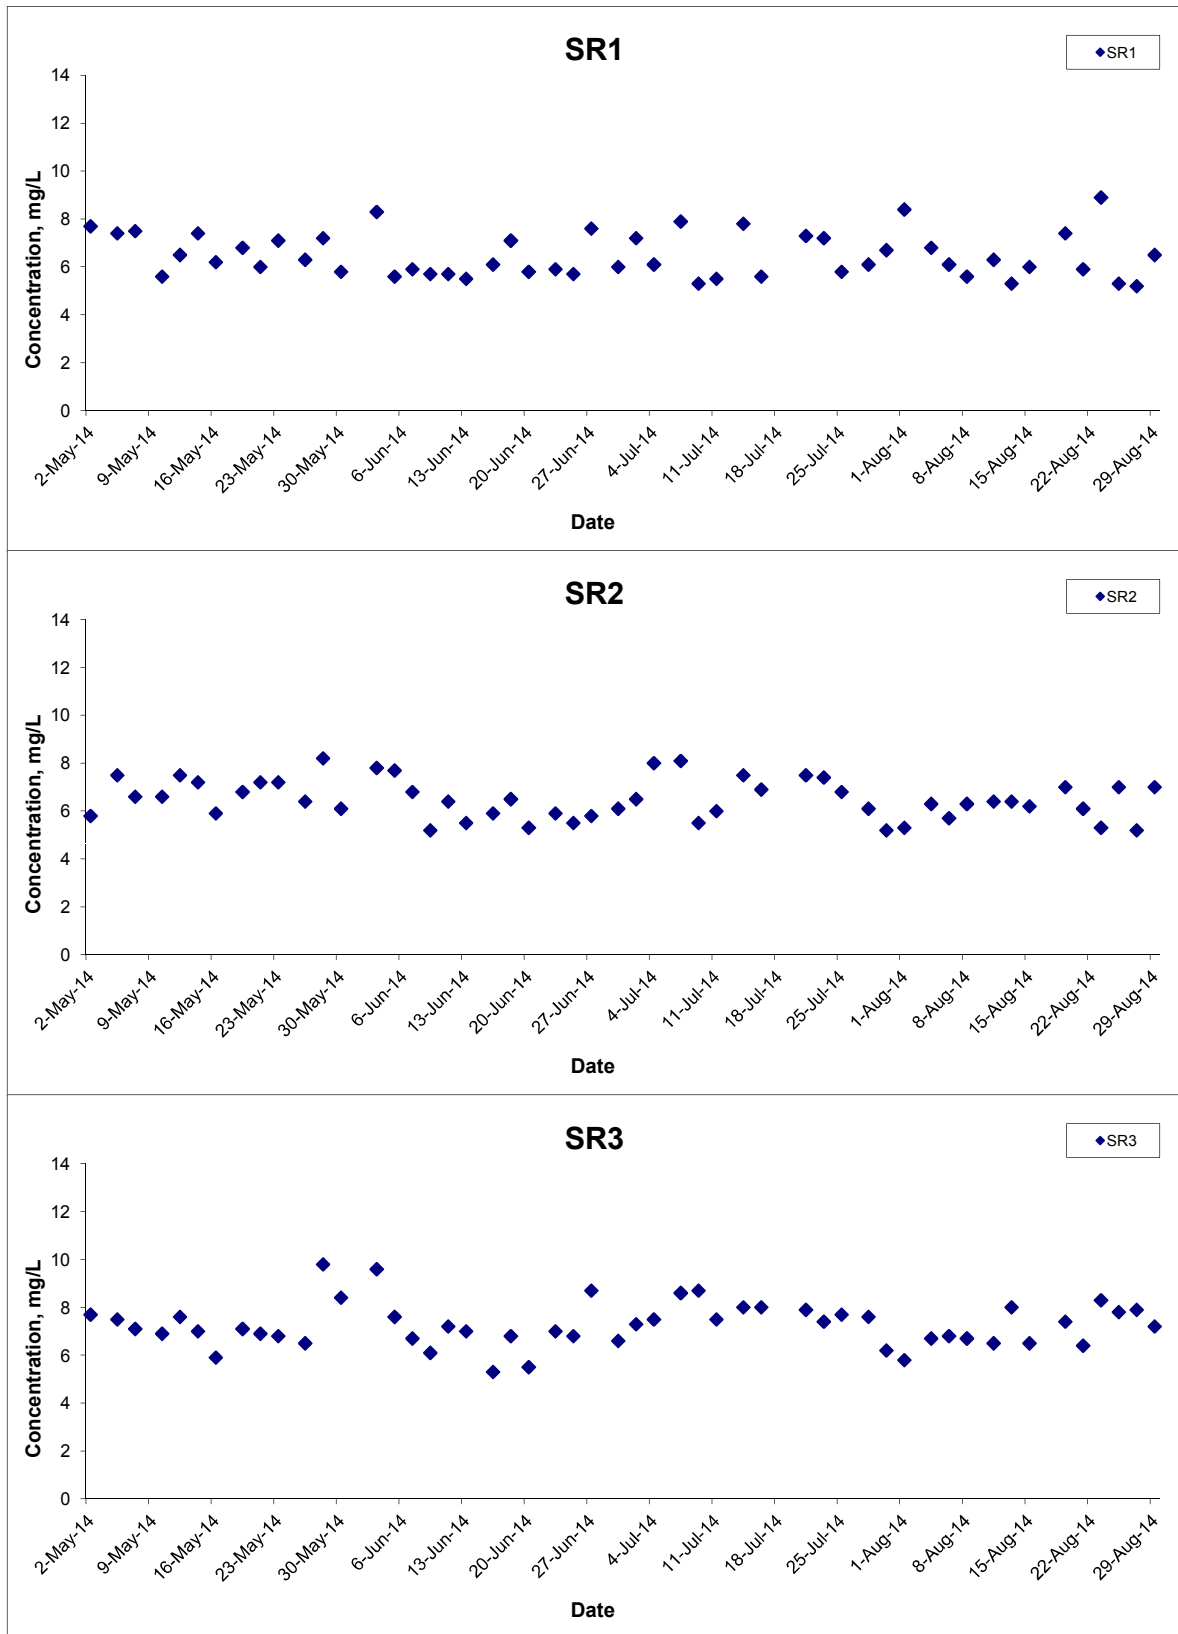 SR1
SR1
14
12
10
8
6
4
2
0
Concentration, mg/L
2-May-14
9-May-14
16-May-14
23-May-14
30-May-14
6-Jun-14
13-Jun-14
20-Jun-14
27-Jun-14
4-Jul-14
11-Jul-14
18-Jul-14
25-Jul-14
1-Aug-14
8-Aug-14
15-Aug-14
22-Aug-14
29-Aug-14
Date
SR2
SR2
14
12
10
8
6
4
2
0
Concentration, mg/L
2-May-14
9-May-14
16-May-14
23-May-14
30-May-14
6-Jun-14
13-Jun-14
20-Jun-14
27-Jun-14
4-Jul-14
11-Jul-14
18-Jul-14
25-Jul-14
1-Aug-14
8-Aug-14
15-Aug-14
22-Aug-14
29-Aug-14
Date
SR3
SR3
14
12
10
8
6
4
2
0
Concentration, mg/L
2-May-14
9-May-14
16-May-14
23-May-14
30-May-14
6-Jun-14
13-Jun-14
20-Jun-14
27-Jun-14
4-Jul-14
11-Jul-14
18-Jul-14
25-Jul-14
1-Aug-14
8-Aug-14
15-Aug-14
22-Aug-14
29-Aug-14
Date